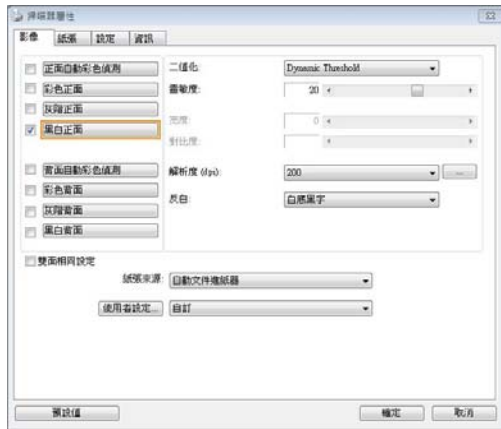 掃描器屬性
影像 紙張 設定 資訊
正面自動彩色偵測
彩色正面
灰階正面
黑白正面
背面自動彩色偵測
彩色背面
灰階背面
黑白背面
二值化: Dynamic Threshold
靈敏度: 20
亮度: 0
對比度:
解析度 (dpi): 200 ...
反白: 白底黑字
雙面相同設定
紙張來源: 自動文件進紙器
使用者設定... 自訂
預設值 確定 取消